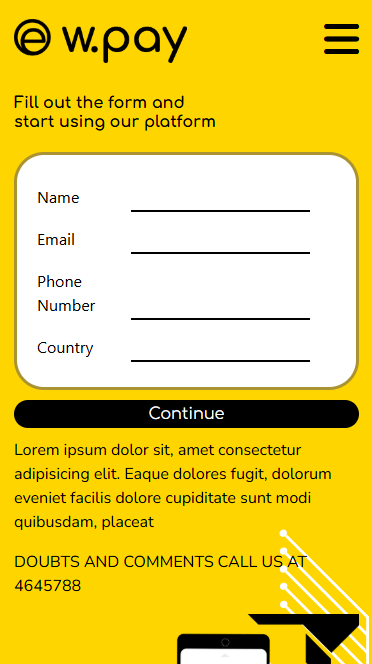 w.pay
Fill out the form and
start using our platform
Name
Email
Phone
Number
Country
Continue
Lorem ipsum dolor sit, amet consectetur
adipisicing elit. Eaque dolores fugit, dolorum
eveniet facilis dolore cupiditate sunt modi
quibusdam, placeat
DOUBTS AND COMMENTS CALL US AT
4645788